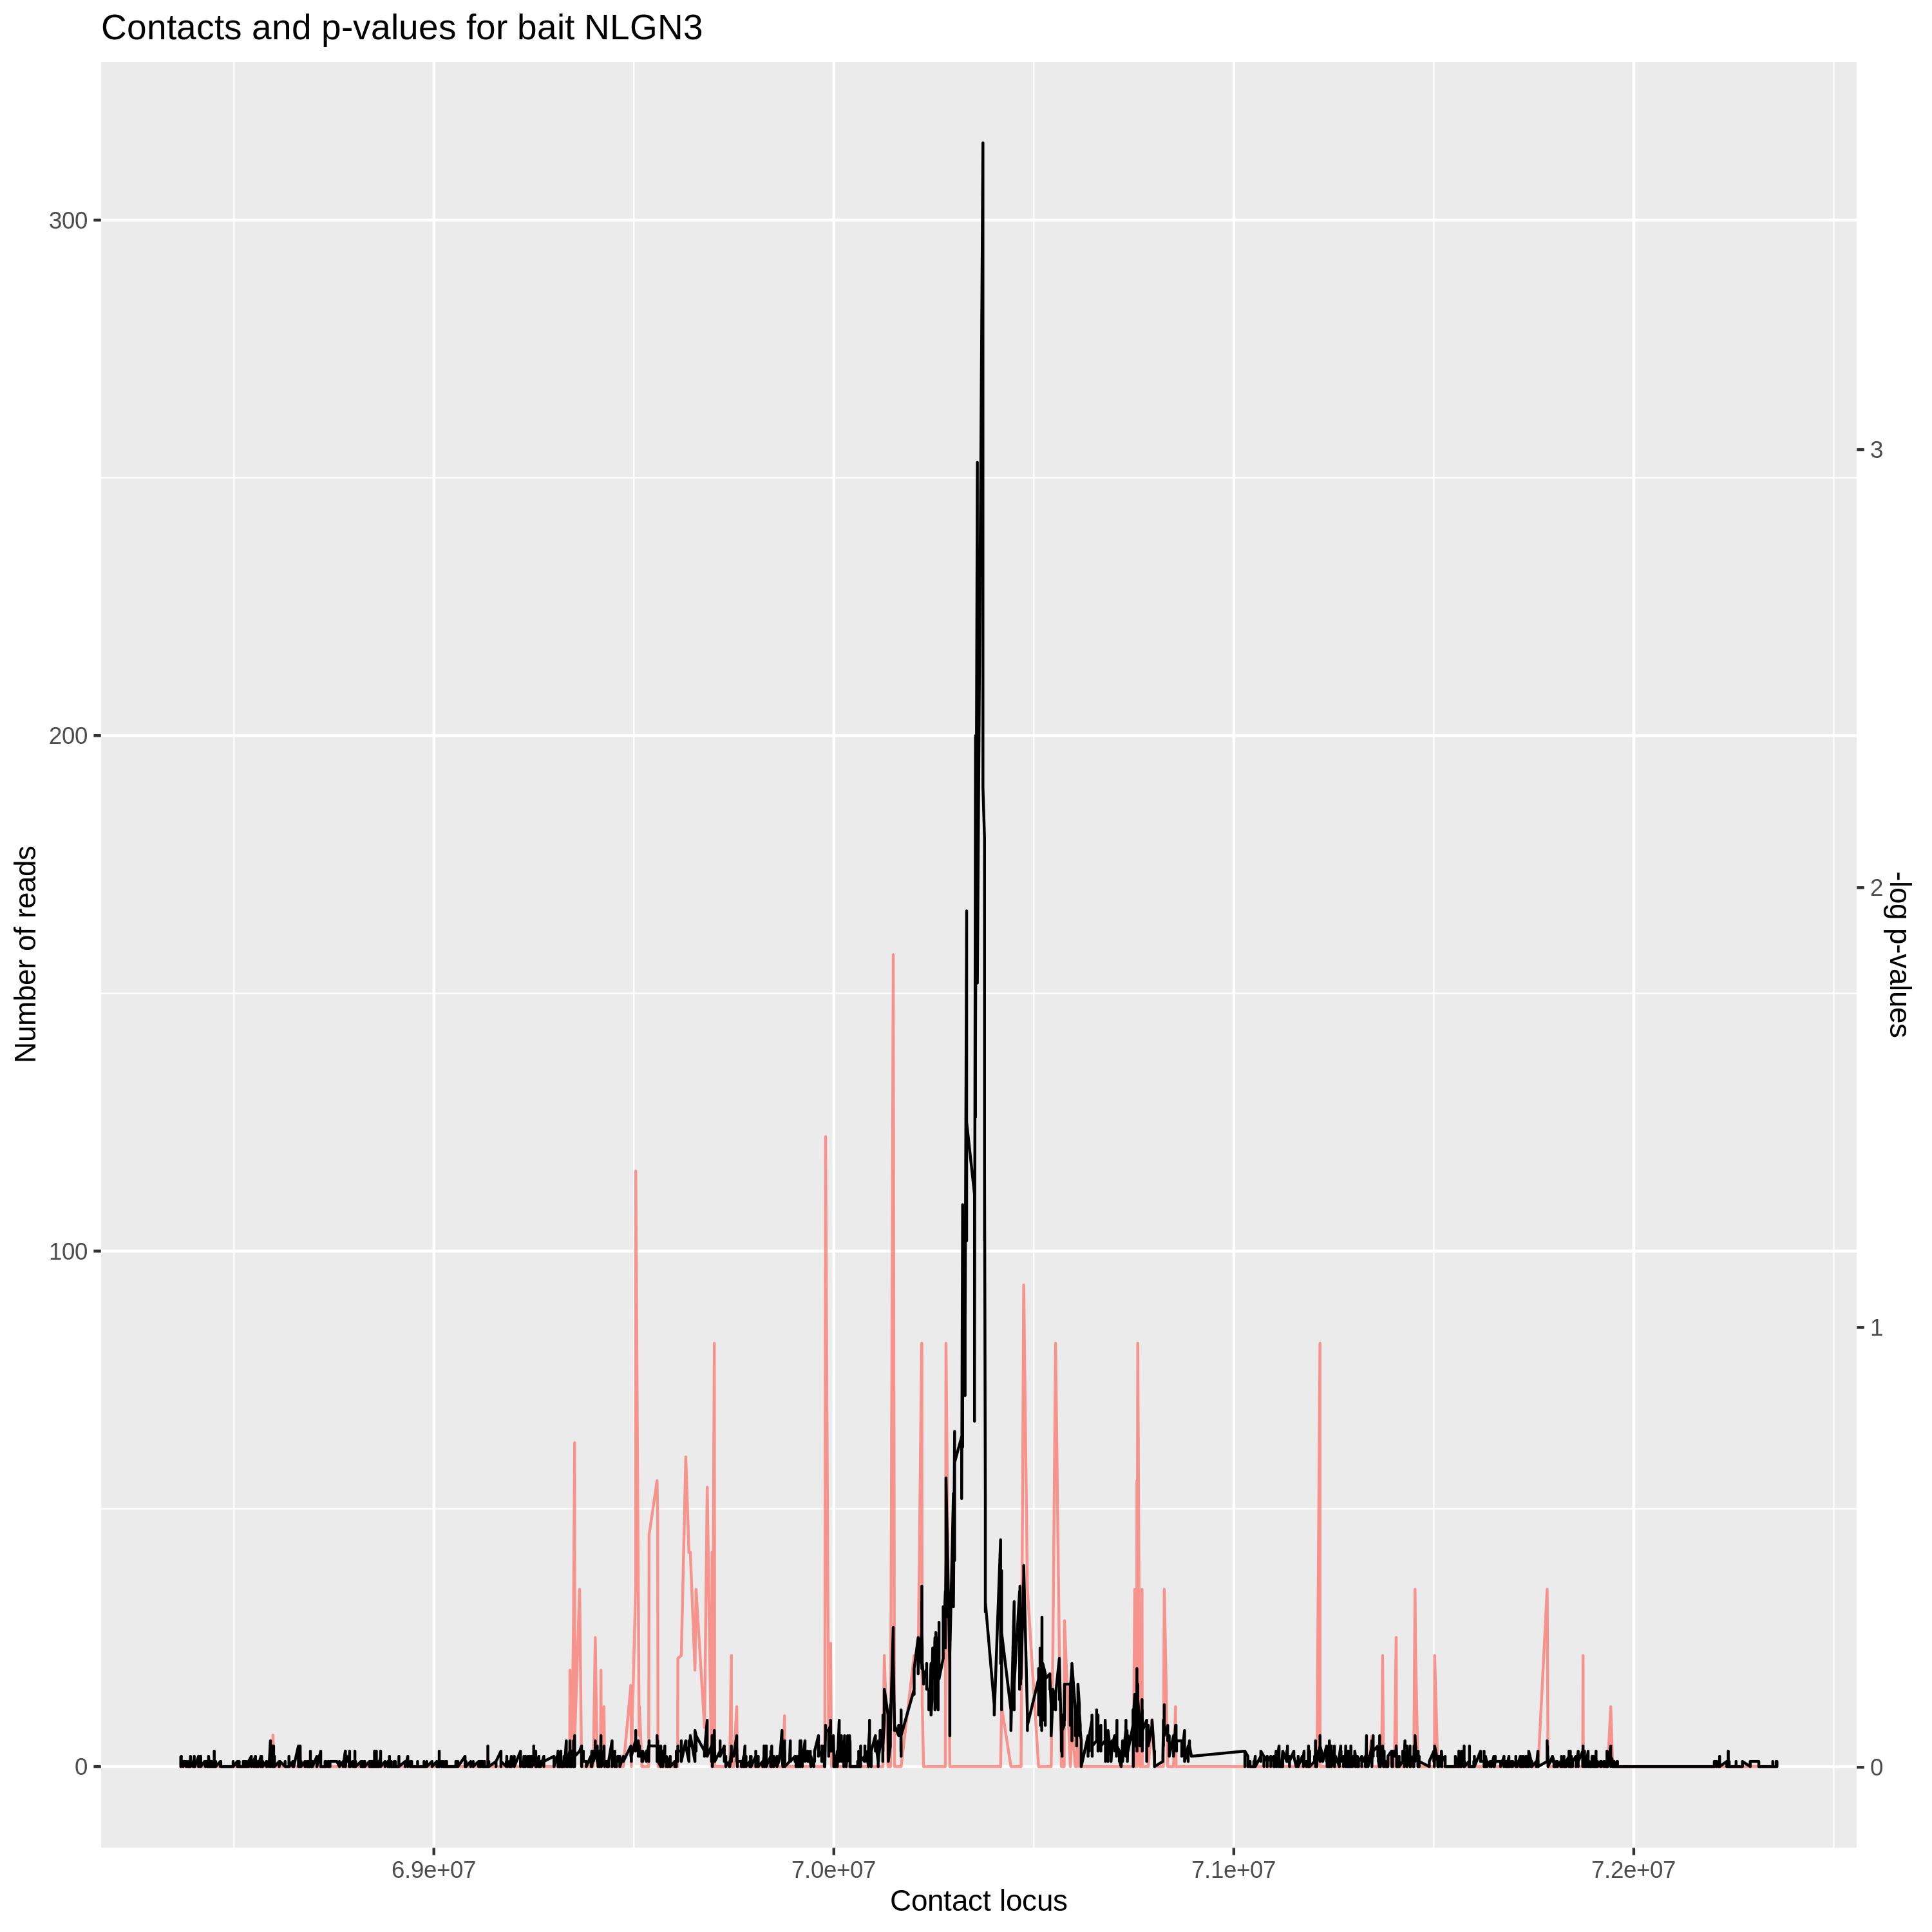 Contacts and p-values for bait NLGN3
300
200
100
0
Number of reads
3
2
1
0
-log p-values
6.9e+07
7.0e+07
7.1e+07
7.2e+07
Contact locus